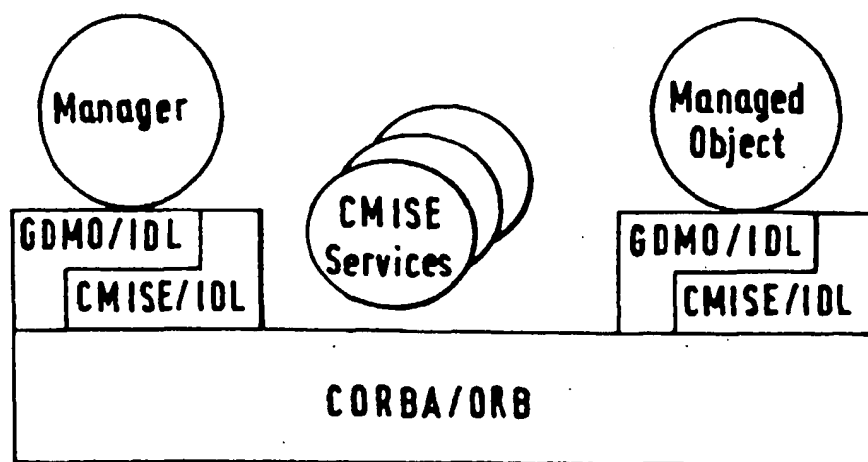 Manager
Managed
Object
CMISE
Services
GDMO/IDL
CMISE/IDL
GDMO/IDL
CMISE/IDL
CORBA/ORB